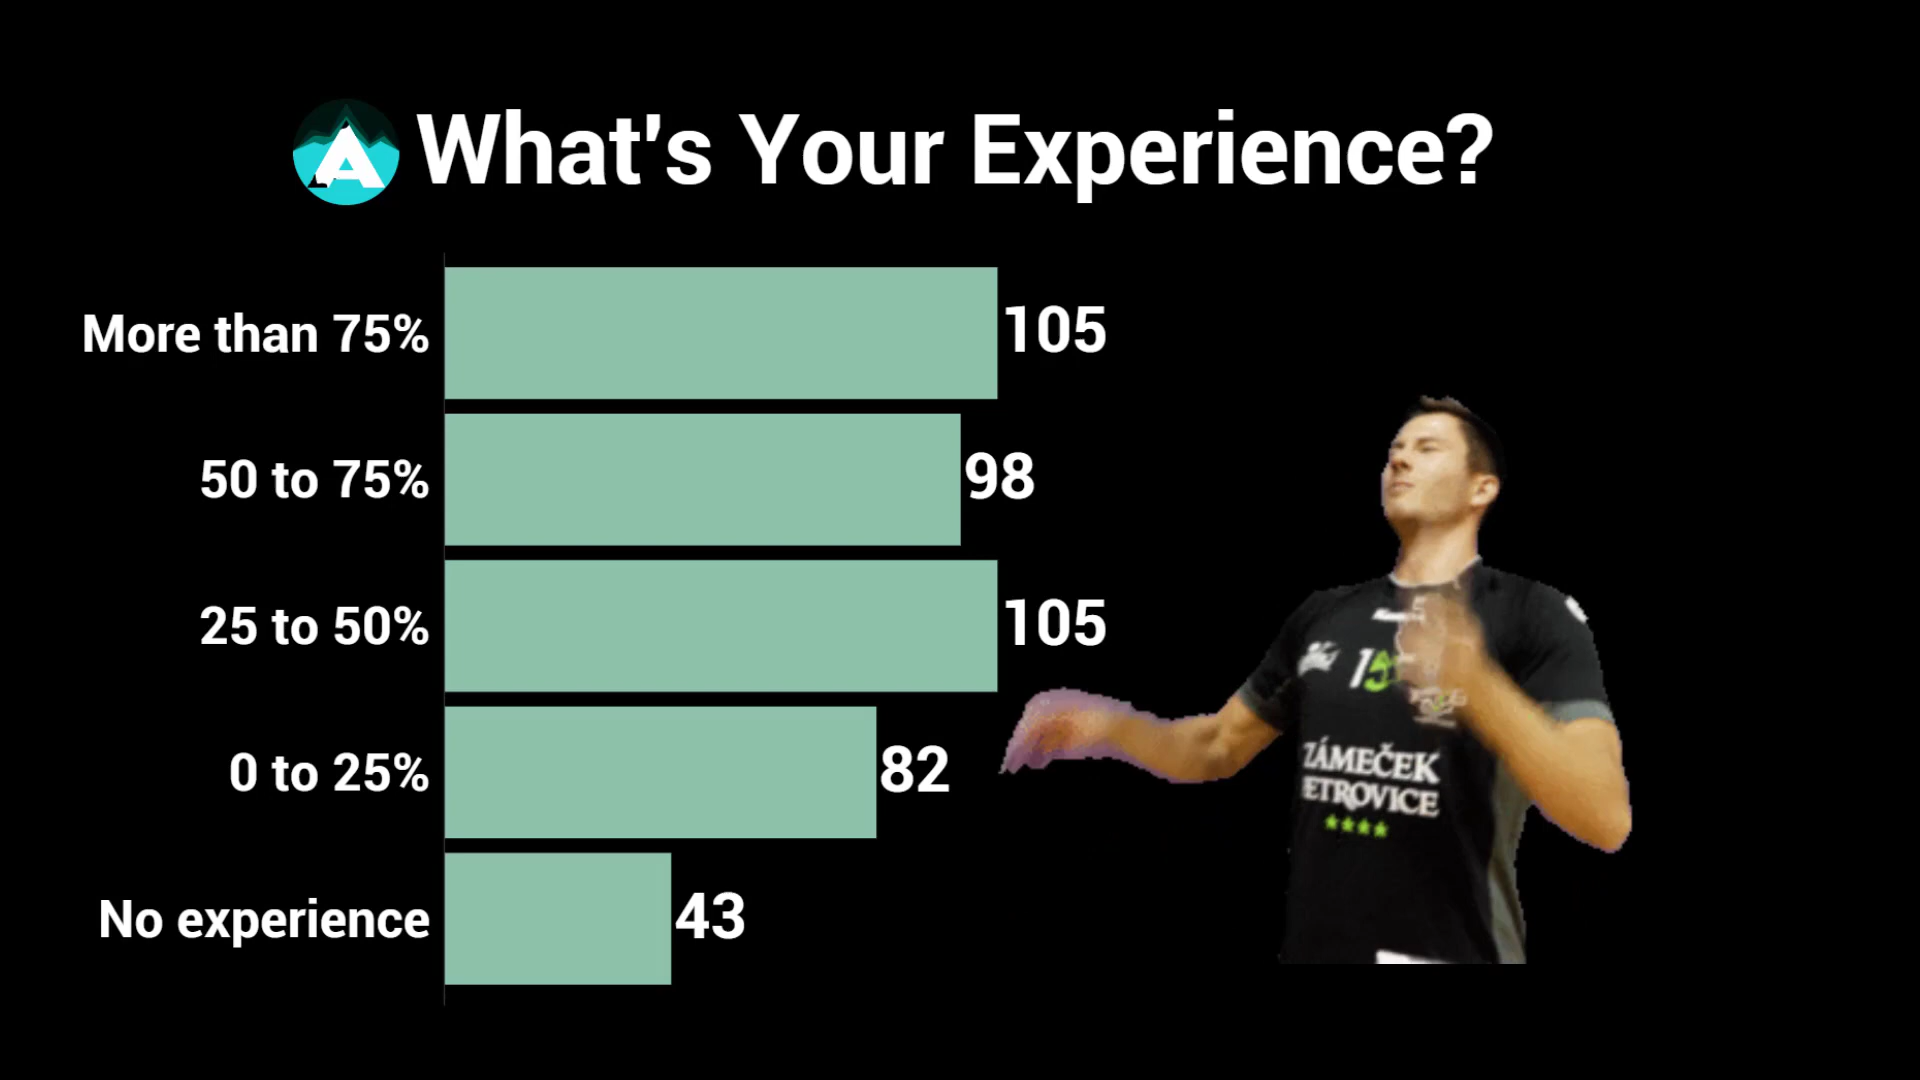 What's Your Experience?
More than 75% 105
50 to 75% 98
25 to 50% 105
0 to 25% 82
No experience 43
15
ZÁMEČEK
ETROVICE